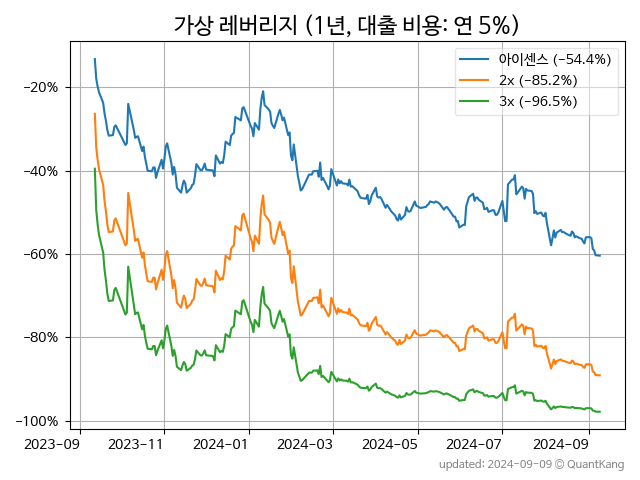 가상 레버리지 (1년, 대출 비용: 연 5%)
아이센스 (−54.4%)
2x (−85.2%)
3x (−96.5%)
−20%
−40%
−60%
−80%
−100%
2023-09 2023-11 2024-01 2024-03 2024-05 2024-07 2024-09
updated: 2024-09-09 © QuantKang